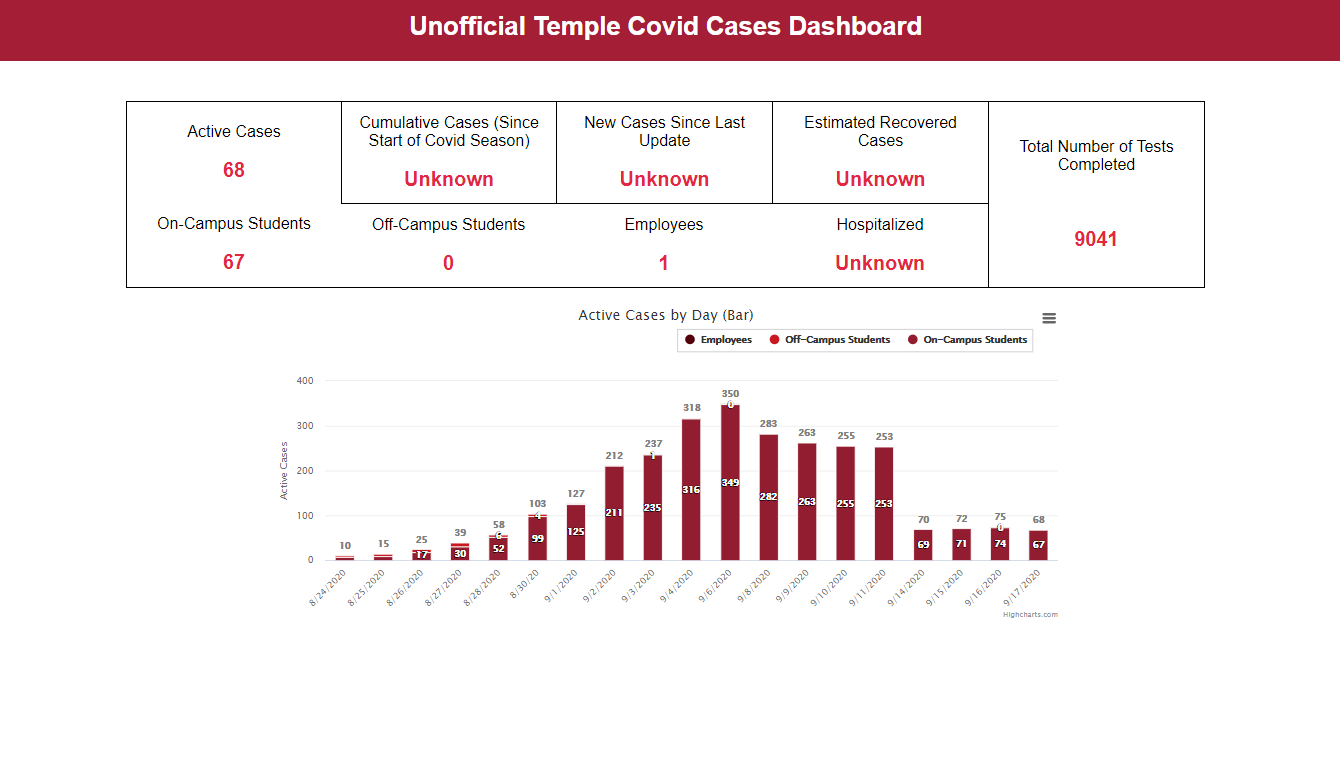 Unofficial Temple Covid Cases Dashboard
Active Cases
68
Cumulative Cases (Since
Start of Covid Season)
Unknown
New Cases Since Last
Update
Unknown
Estimated Recovered
Cases
Unknown
Total Number of Tests
Completed
9041
On-Campus Students
67
Off-Campus Students
0
Employees
1
Hospitalized
Unknown
Active Cases by Day (Bar)
Employees Off-Campus Students On-Campus Students
Active Cases
400
300
200
100
0
10 15 25 39 58 103 127 212 237 318 350 283 263 255 253 70 72 75 68
6 4 1 0 0
17 30 52 99 125 211 235 316 349 282 263 255 253 69 71 74 67
8/24/2020 8/25/2020 8/26/2020 8/27/2020 8/28/2020 8/30/20 9/1/2020 9/2/2020 9/3/2020 9/4/2020 9/6/2020 9/8/2020 9/9/2020 9/10/2020 9/11/2020 9/14/2020 9/15/2020 9/16/2020 9/17/2020
Highcharts.com